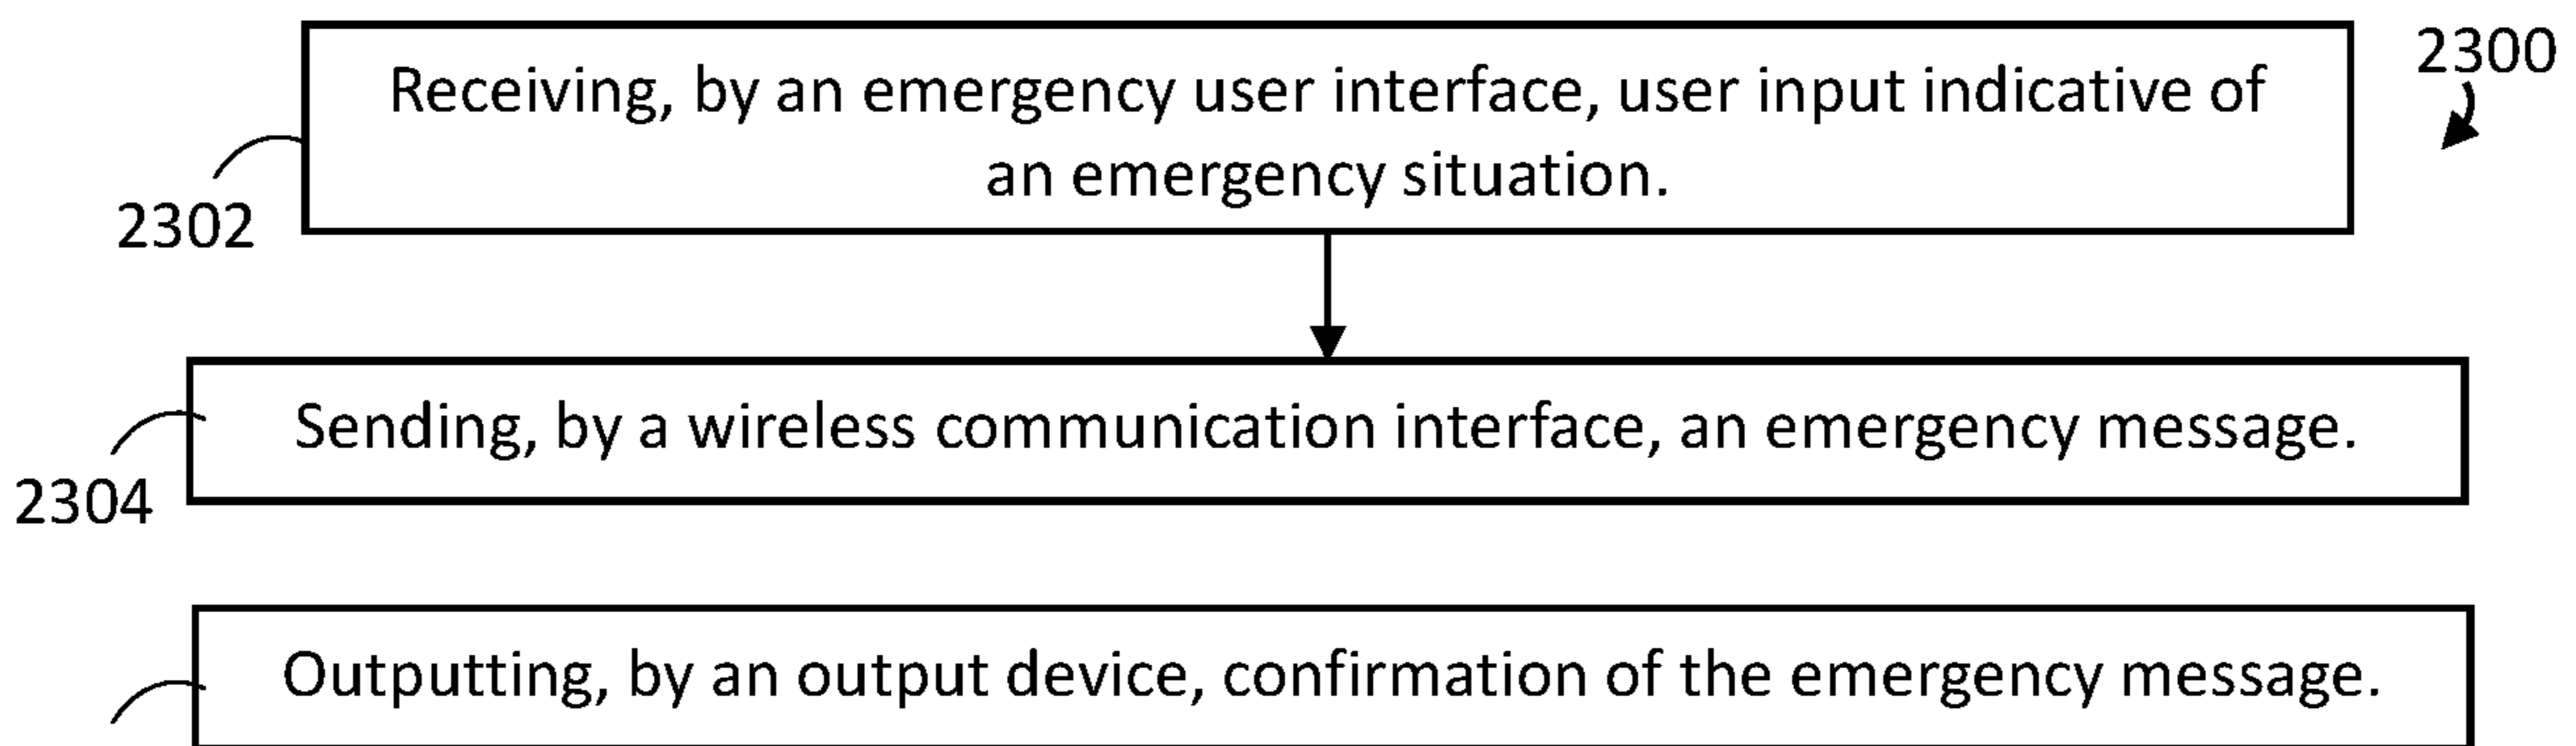 Receiving, by an emergency user interface, user input indicative of
an emergency situation.
2300
2302
Sending, by a wireless communication interface, an emergency message.
2304
Outputting, by an output device, confirmation of the emergency message.